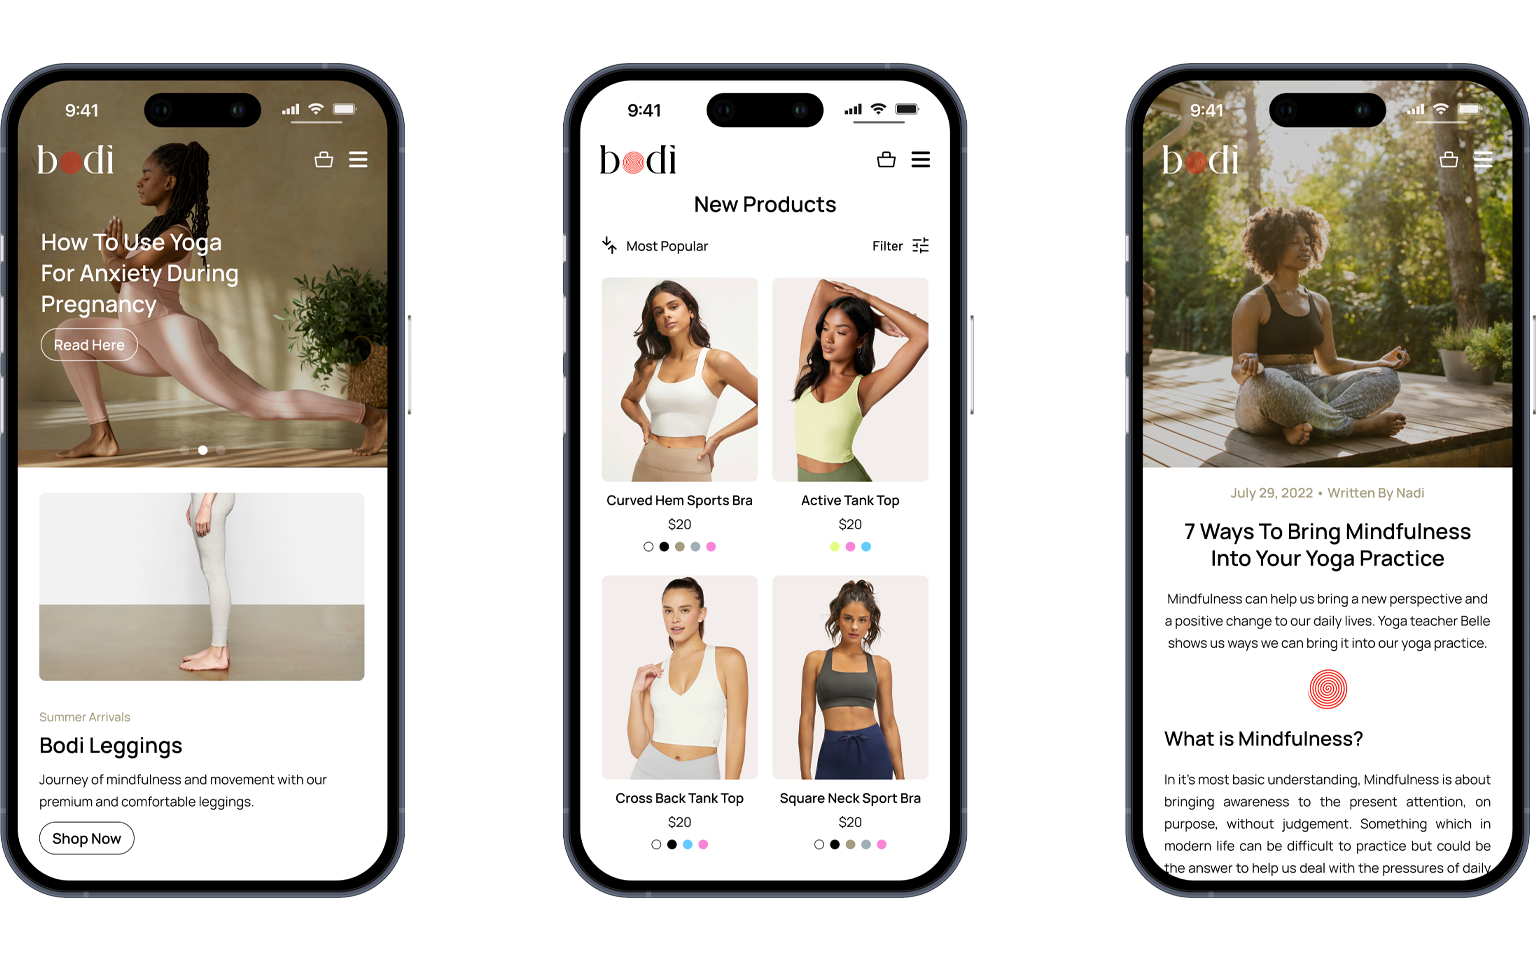 9:41
bodi
How To Use Yoga
For Anxiety During
Pregnancy
Read Here
Summer Arrivals
Bodi Leggings
Journey of mindfulness and movement with our
premium and comfortable leggings.
Shop Now
9:41
bodi
New Products
Most Popular
Filter
Curved Hem Sports Bra
$20
Active Tank Top
$20
Cross Back Tank Top
$20
Square Neck Sport Bra
$20
9:41
bodi
July 29, 2022 • Written By Nadi
7 Ways To Bring Mindfulness
Into Your Yoga Practice
Mindfulness can help us bring a new perspective and
a positive change to our daily lives. Yoga teacher Belle
shows us ways we can bring it into our yoga practice.
What is Mindfulness?
In it's most basic understanding, Mindfulness is about
bringing awareness to the present attention, on
purpose, without judgement. Something which in
modern life can be difficult to practice but could be
the answer to help us deal with the pressures of daily